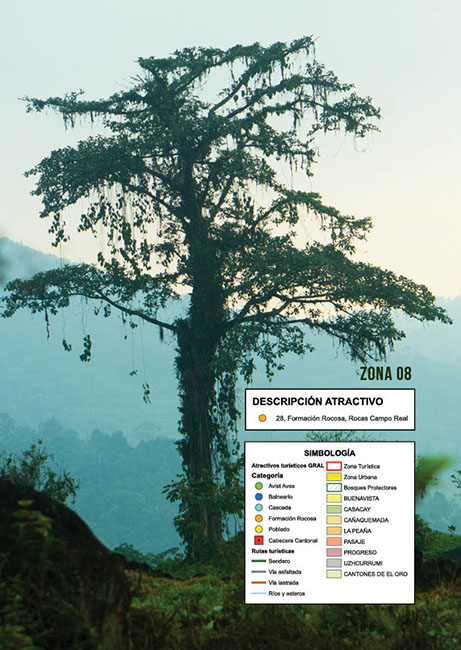 ZONA 08
DESCRIPCIÓN ATRACTIVO
28, Formación Rocosa, Rocas Campo Real
SIMBOLOGÍA
Atractivos turísticos GRAL
Categoría
Avist Aves
Balneario
Cascada
Formación Rocosa
Poblado
Cabecera Cantonal
Rutas turísticas
Sendero
Vía asfaltada
Vía lastrada
Ríos y esteros
Zona Turística
Zona Urbana
Bosques Protectores
BUENAVISTA
CASACAY
CAÑAQUEMADA
LA PEAÑA
PASAJE
PROGRESO
UZHCURRUMI
CANTONES DE EL ORO